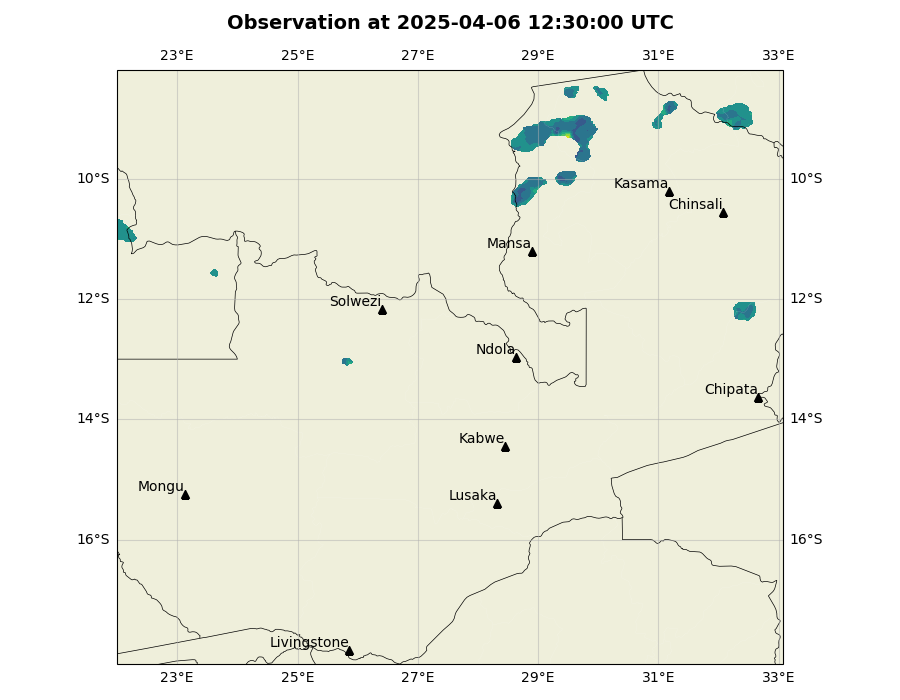 Observation at 2025-04-06 12:30:00 UTC
23°E 25°E 27°E 29°E 31°E 33°E
10°S 10°S
Kasama
Chinsali
Mansa
12°S 12°S
Solwezi
Ndola
Chipata
14°S 14°S
Kabwe
Mongu
Lusaka
16°S 16°S
Livingstone
23°E 25°E 27°E 29°E 31°E 33°E